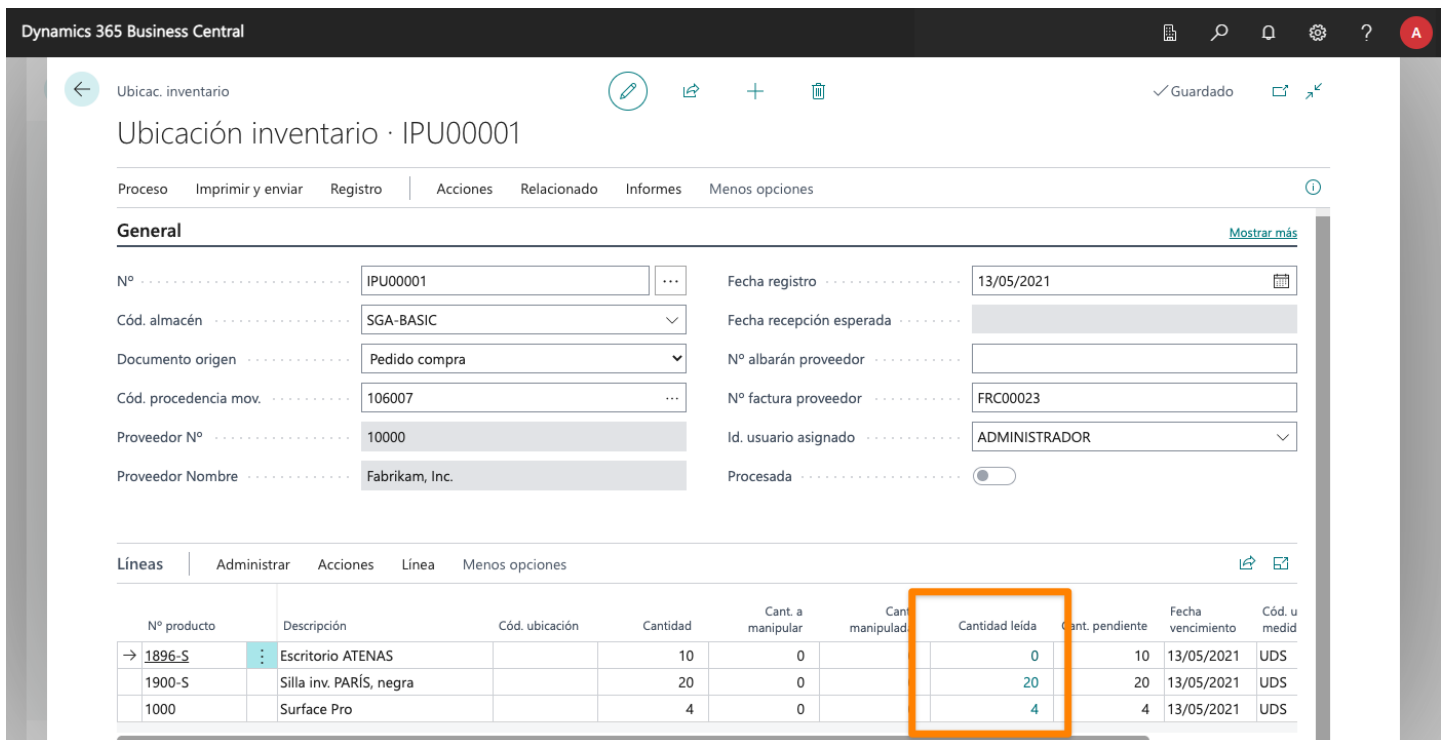 Dynamics 365 Business Central
A
Ubicac. inventario
Guardado
Ubicación inventario · IPU00001
Proceso Imprimir y enviar Registro Acciones Relacionado Informes Menos opciones
General Mostrar más
Nº IPU00001 Fecha registro 13/05/2021
Cód. almacén SGA-BASIC Fecha recepción esperada
Documento origen Pedido compra Nº albarán proveedor
Cód. procedencia mov. 106007 Nº factura proveedor FRC00023
Proveedor Nº 10000 Id. usuario asignado ADMINISTRADOR
Proveedor Nombre Fabrikam, Inc. Procesada
Líneas Administrar Acciones Línea Menos opciones
Nº producto Descripción Cód. ubicación Cantidad Cant. a manipular Cant manipulada Cantidad leída Cant. pendiente Fecha vencimiento Cód. u medid
1896-S Escritorio ATENAS 10 0 0 10 13/05/2021 UDS
1900-S Silla inv. PARÍS, negra 20 0 20 20 13/05/2021 UDS
1000 Surface Pro 4 0 4 4 13/05/2021 UDS